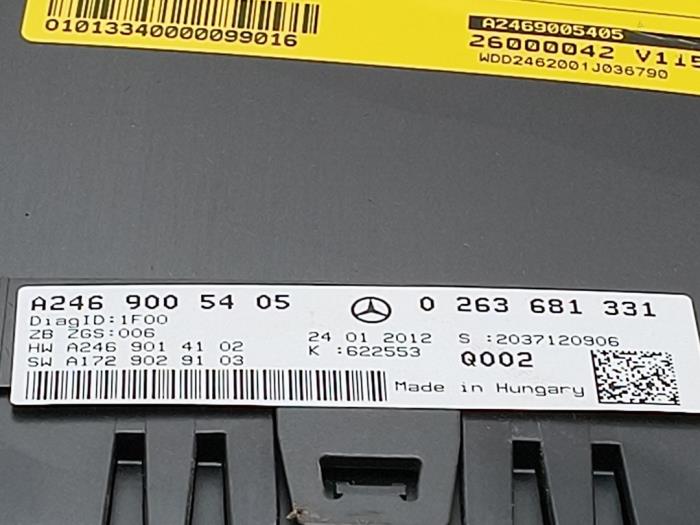 01013340000099016
A2469005405
26000042 V115
WDD2462001J036790
A246 900 54 05
0 263 681 331
DiagID:1F00
ZB ZGS:006
24 01 2012
S :2037120906
HW A246 901 41 02
K :622553
Q002
SW A172 902 91 03
Made in Hungary